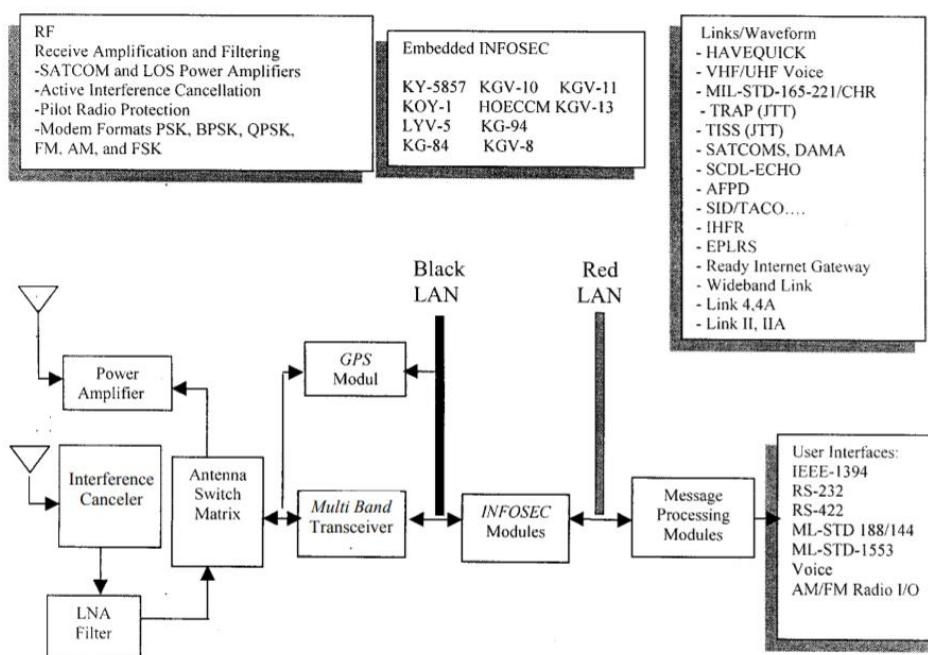 RF
Receive Amplification and Filtering
-SATCOM and LOS Power Amplifiers
-Active Interference Cancellation
-Pilot Radio Protection
-Modem Formats PSK, BPSK, QPSK,
FM, AM, and FSK
Embedded INFOSEC
KY-5857 KGV-10 KGV-11
KOY-1 HOECCM KGV-13
LYV-5 KG-94
KG-84 KGV-8
Links/Waveform
- HAVEQUICK
- VHF/UHF Voice
- MIL-STD-165-221/CHR
- TRAP (JTT)
- TISS (JTT)
- SATCOMS, DAMA
- SCDL-ECHO
- AFPD
- SID/TACO....
- IHFR
- EPLRS
- Ready Internet Gateway
- Wideband Link
- Link 4,4A
- Link II, IIA
Black
LAN
Red
LAN
GPS
Modul
Power
Amplifier
Interference
Canceler
Antenna
Switch
Matrix
Multi Band
Transceiver
INFOSEC
Modules
Message
Processing
Modules
User Interfaces:
IEEE-1394
RS-232
RS-422
ML-STD 188/144
ML-STD-1553
Voice
AM/FM Radio I/O
LNA
Filter